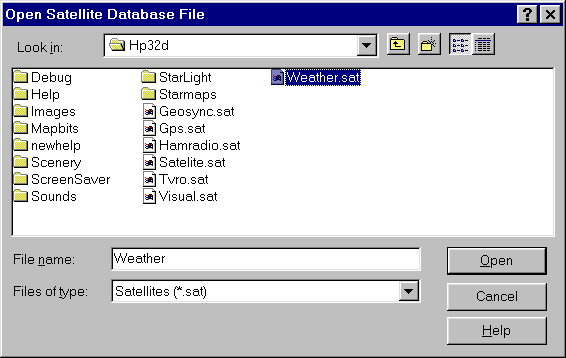 Open Satellite Database File
Look in: Hp32d
Debug StarLight Weather.sat
Help Starmaps
Images Geosync.sat
Mapbits Gps.sat
newhelp Hamradio.sat
Scenery Satelite.sat
ScreenSaver Tvro.sat
Sounds Visual.sat
File name: Weather Open
Files of type: Satellites (*.sat) Cancel
Help